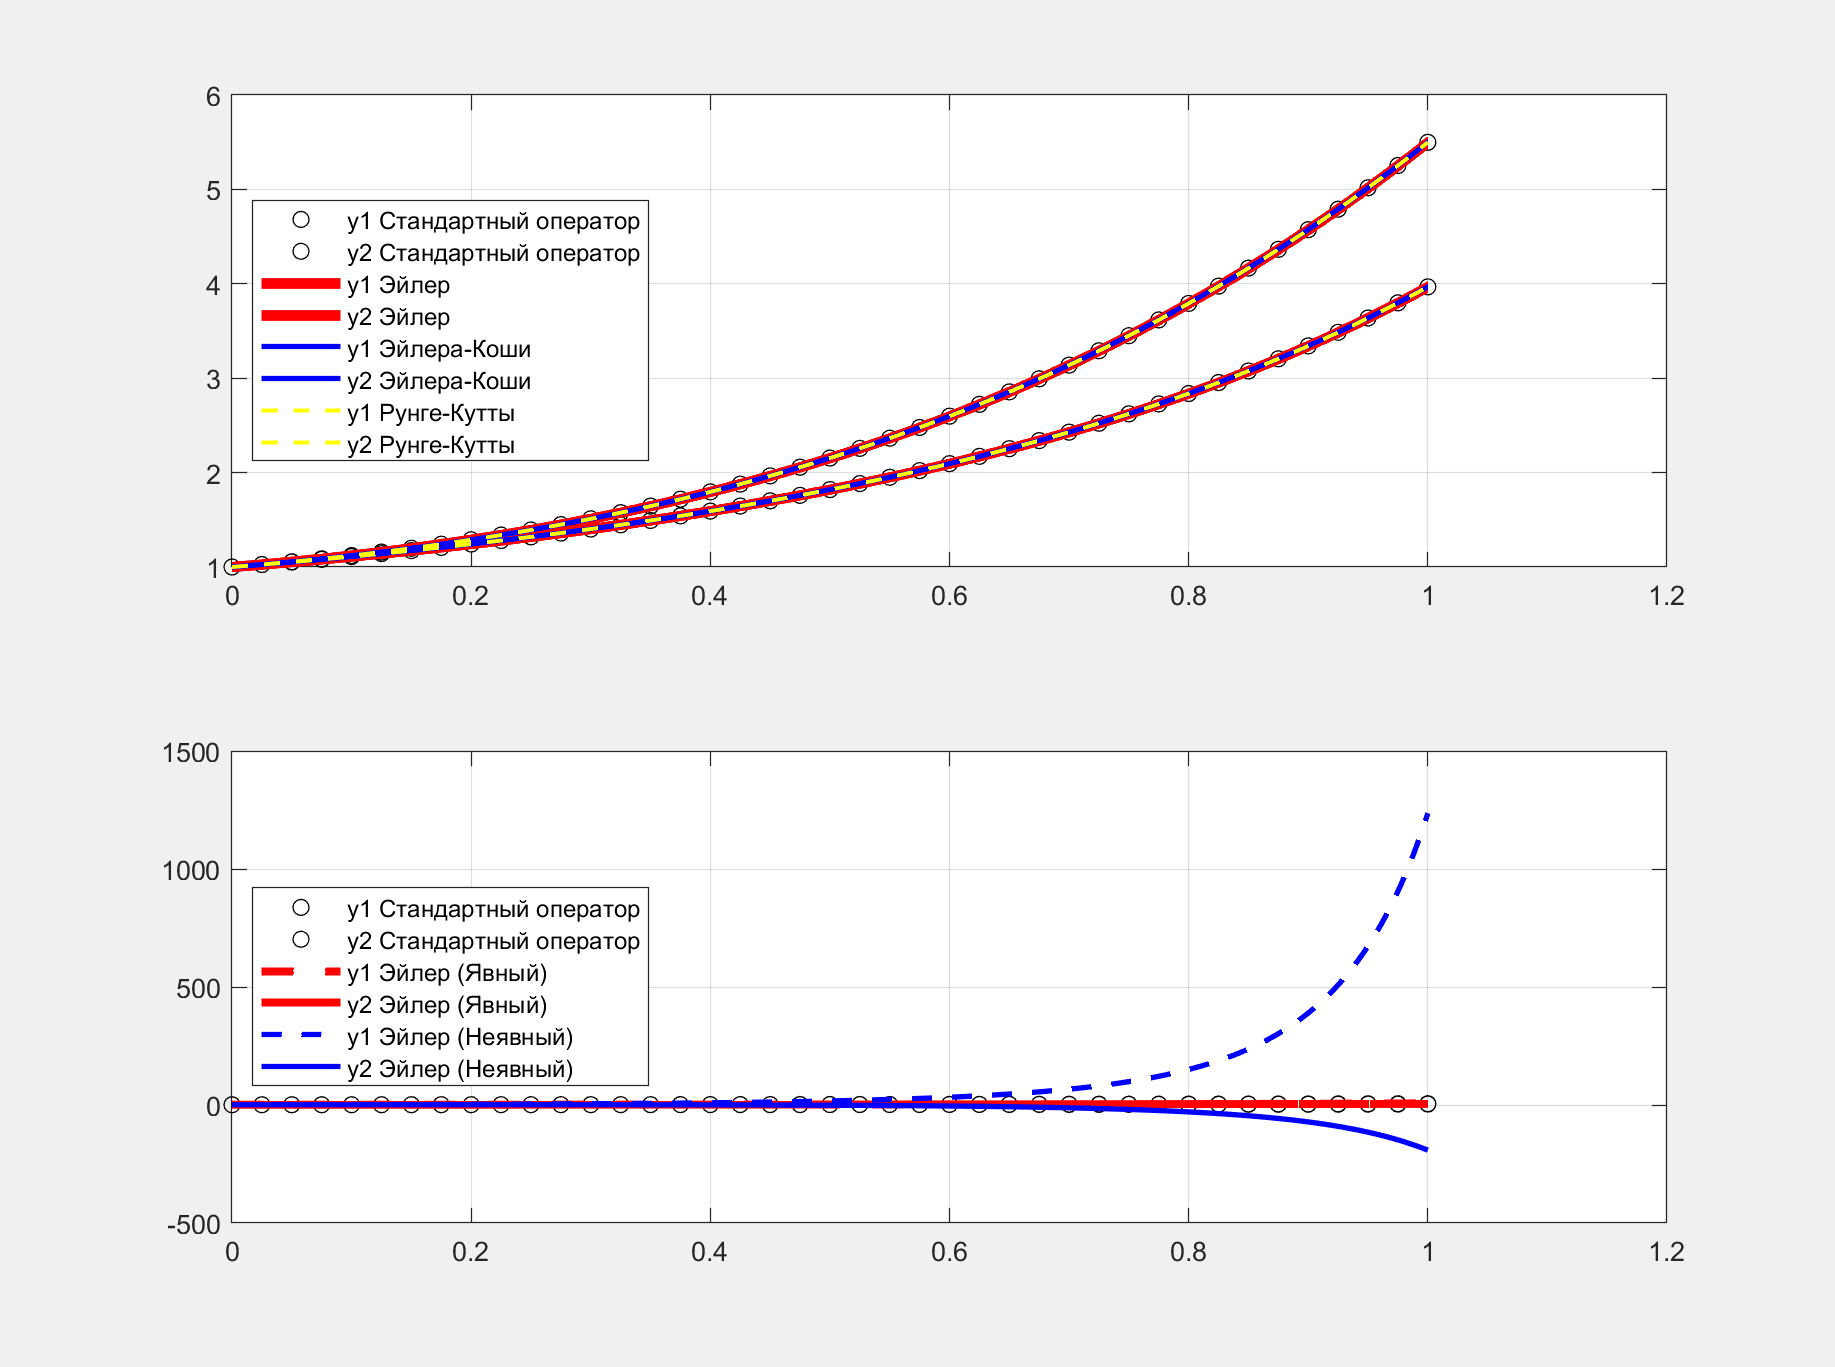 6
5
4
3
2
1
y1 Стандартный оператор
y2 Стандартный оператор
y1 Эйлер
y2 Эйлер
y1 Эйлера-Коши
y2 Эйлера-Коши
y1 Рунге-Кутты
y2 Рунге-Кутты
0 0.2 0.4 0.6 0.8 1 1.2
1500
1000
500
0
-500
y1 Стандартный оператор
y2 Стандартный оператор
y1 Эйлер (Явный)
y2 Эйлер (Явный)
y1 Эйлер (Неявный)
y2 Эйлер (Неявный)
0 0.2 0.4 0.6 0.8 1 1.2